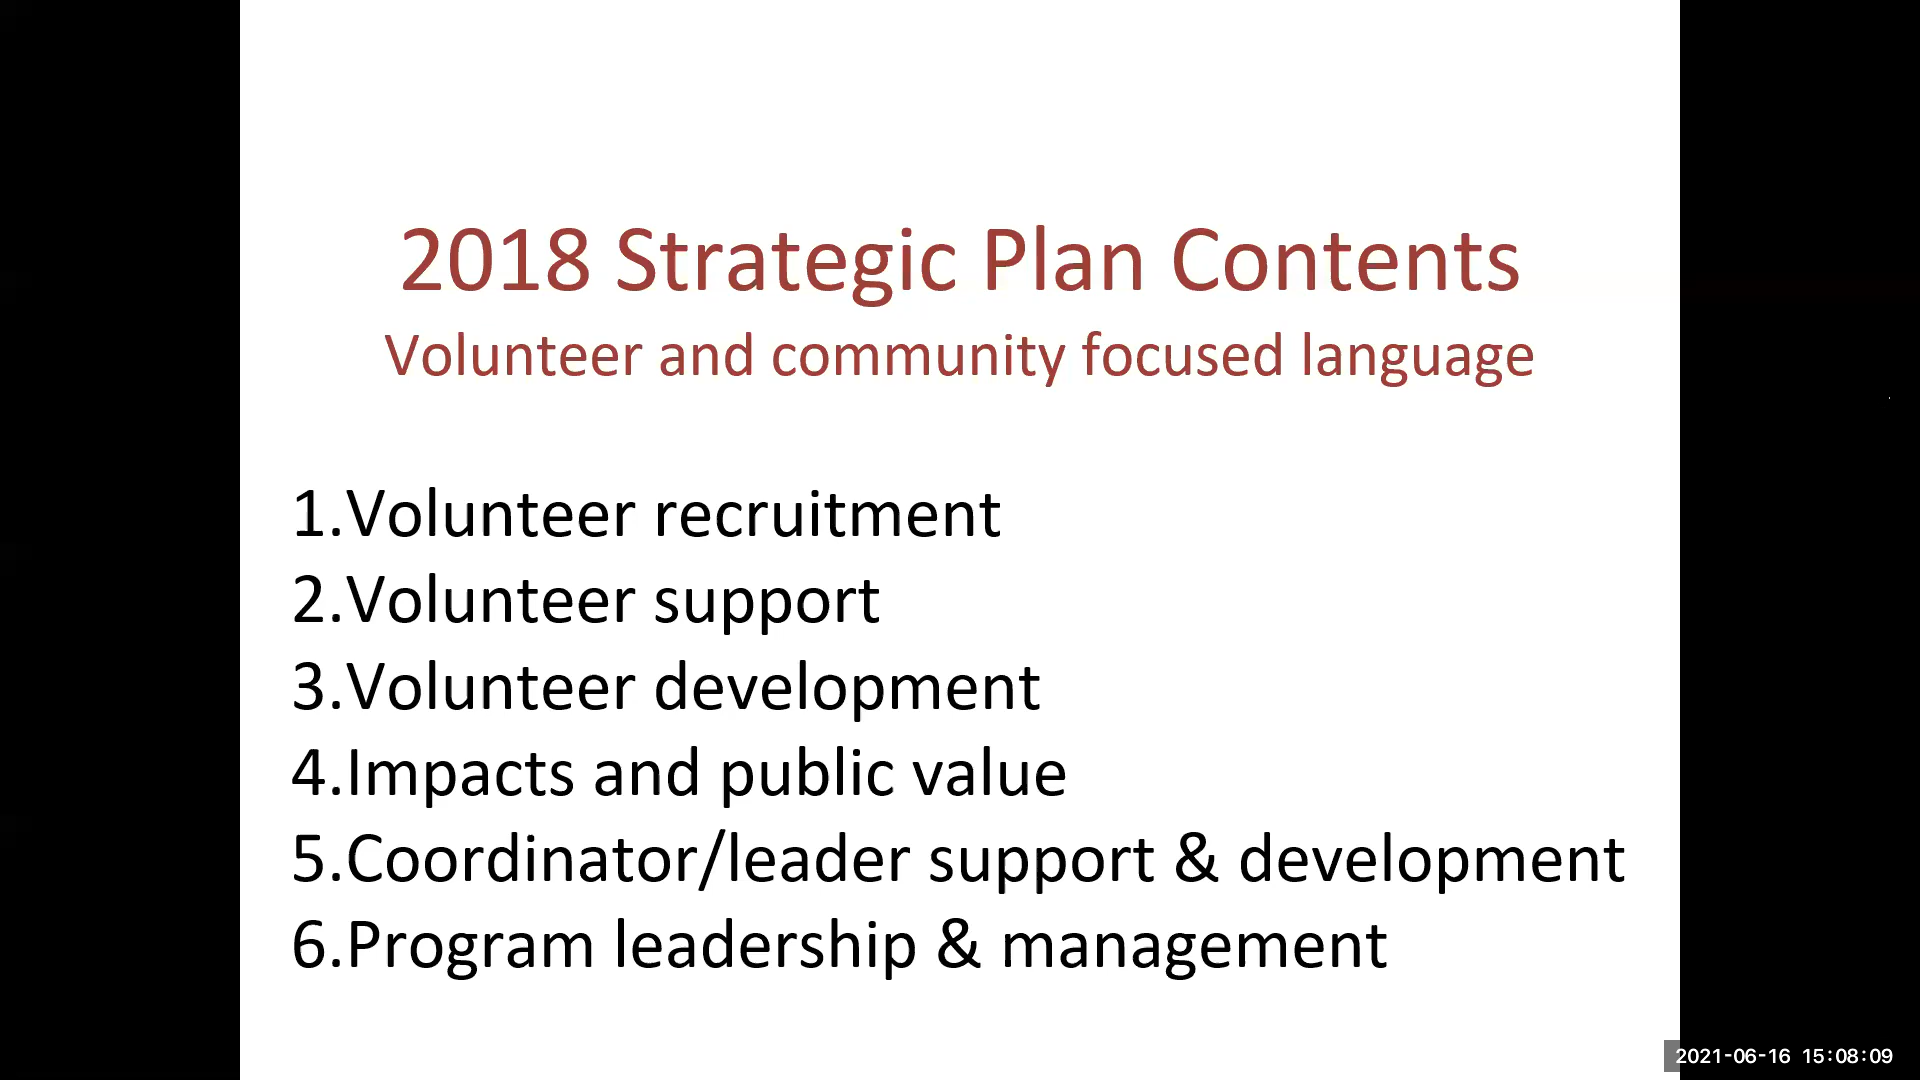 2018 Strategic Plan Contents
Volunteer and community focused language
1.Volunteer recruitment
2.Volunteer support
3.Volunteer development
4.Impacts and public value
5.Coordinator/leader support & development
6.Program leadership & management
2021-06-16 15:08:09